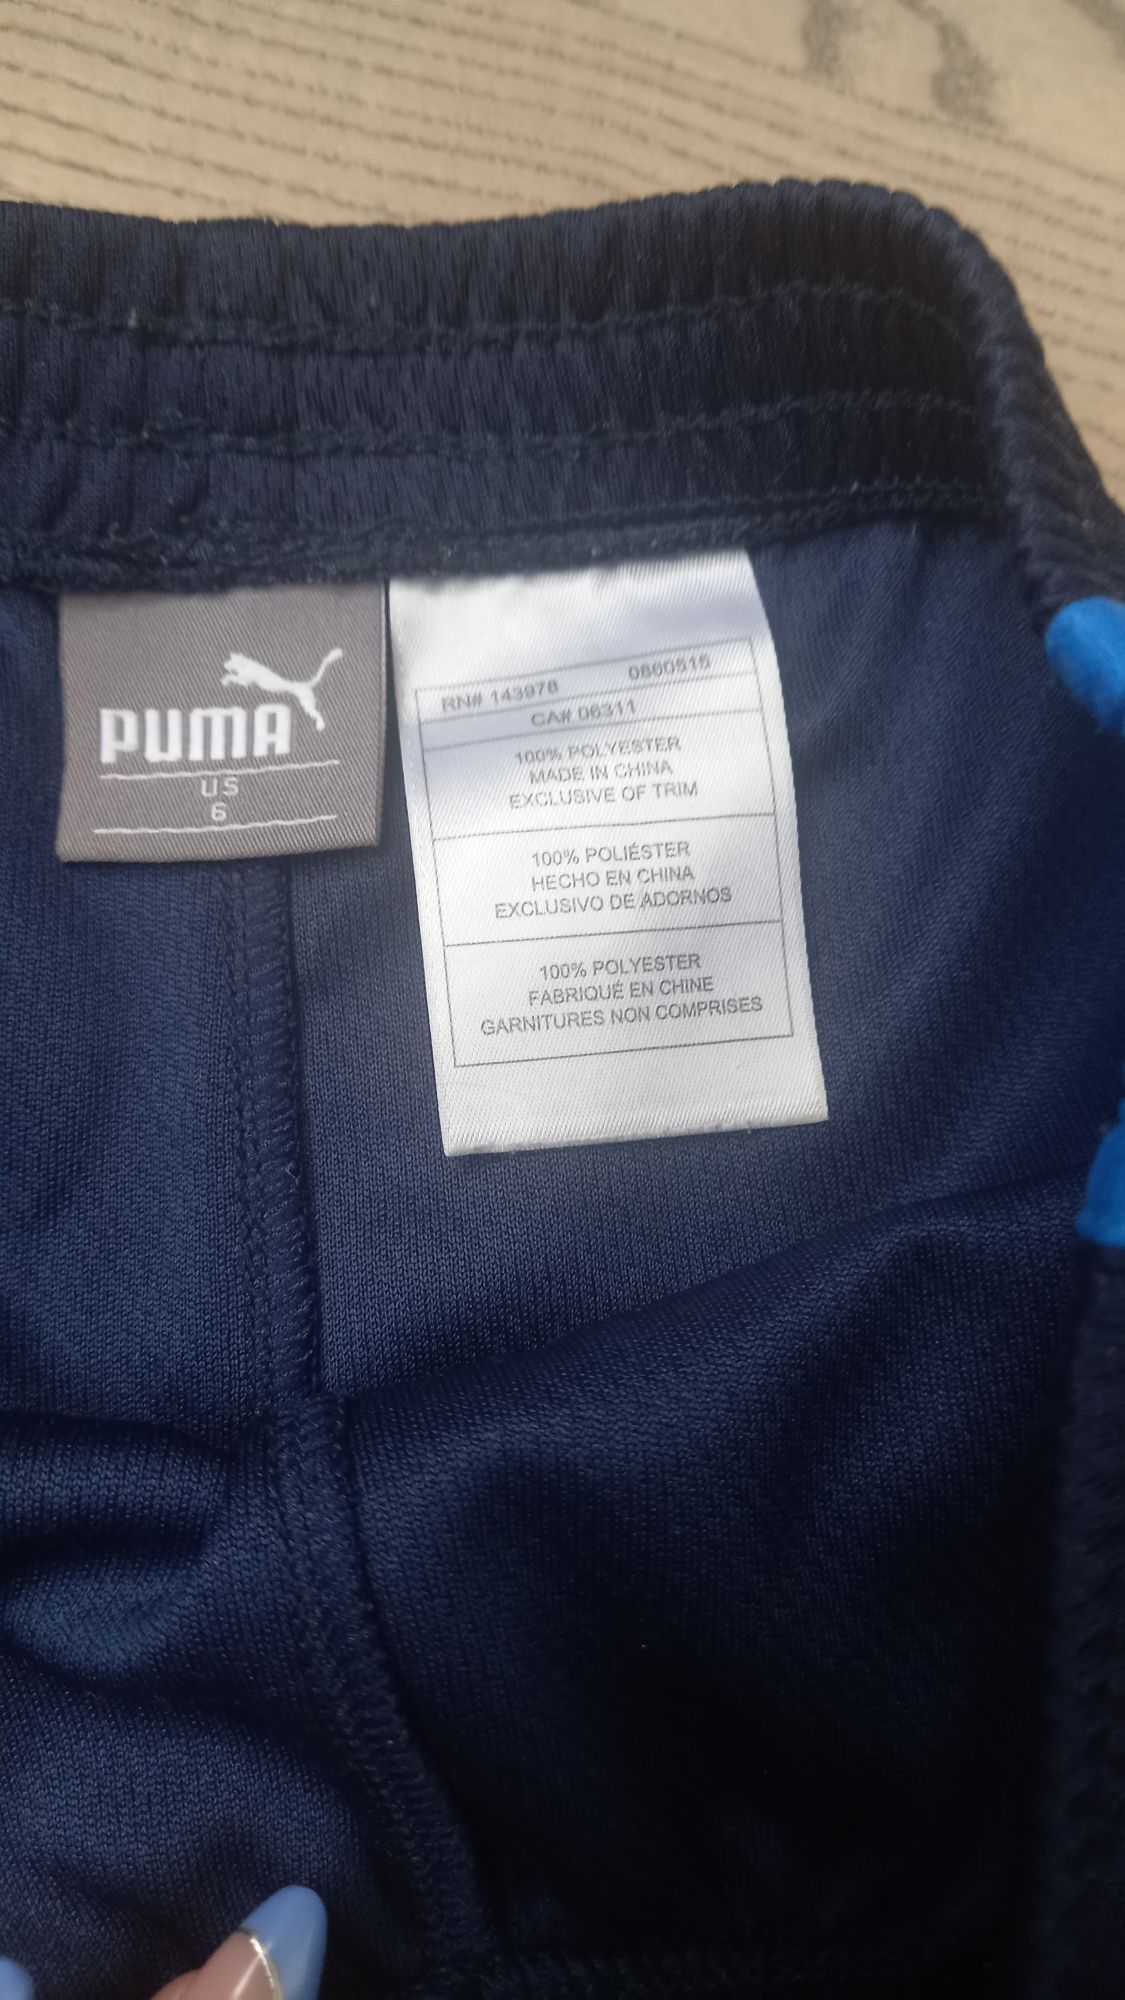 PUMA
US
6
RN# 143978 0860515
CA# 06311
100% POLYESTER
MADE IN CHINA
EXCLUSIVE OF TRIM
100% POLIÉSTER
HECHO EN CHINA
EXCLUSIVO DE ADORNOS
100% POLYESTER
FABRIQUÉ EN CHINE
GARNITURES NON COMPRISES